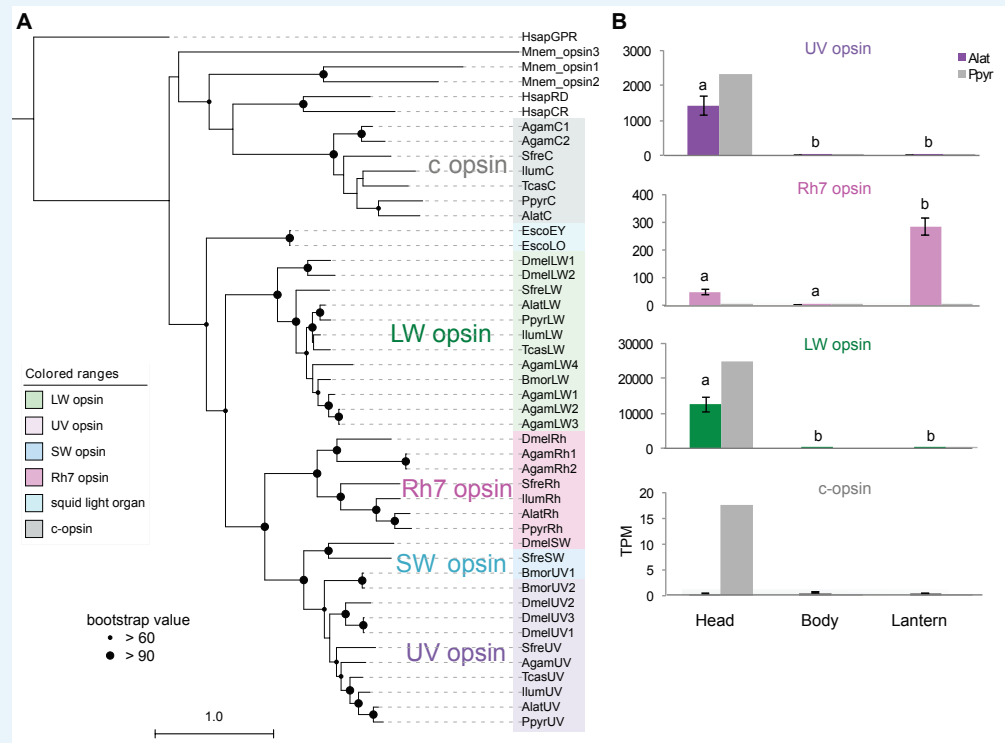 A
HsapGPR
Mnem_opsin3
Mnem_opsin1
Mnem_opsin2
HsapRD
HsapCR
AgamC1
AgamC2
SfreC
IlumC
TcasC
PpyrC
AlatC
c opsin
EscoEY
EscoLO
DmelLW1
DmelLW2
SfreLW
AlatLW
PpyrLW
IlumLW
TcasLW
AgamLW4
BmorLW
AgamLW1
AgamLW2
AgamLW3
LW opsin
DmelRh
AgamRh1
AgamRh2
SfreRh
IlumRh
AlatRh
PpyrRh
Rh7 opsin
DmelSW
SfreSW
SW opsin
BmorUV1
BmorUV2
DmelUV2
DmelUV3
DmelUV1
SfreUV
AgamUV
TcasUV
IlumUV
AlatUV
PpyrUV
UV opsin
Colored ranges
LW opsin
UV opsin
SW opsin
Rh7 opsin
squid light organ
c-opsin
bootstrap value
> 60
> 90
1.0
B
UV opsin
Alat
Ppyr
3000
2000
1000
0
a
b
b
Rh7 opsin
400
300
200
100
0
a
a
b
LW opsin
30000
20000
10000
0
a
b
b
c-opsin
TPM
20
15
10
5
0
Head
Body
Lantern